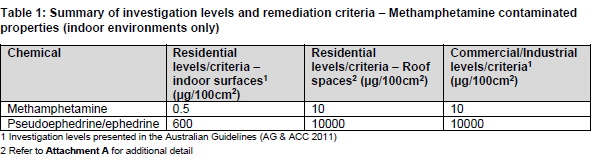 Table 1: Summary of investigation levels and remediation criteria – Methamphetamine contaminated
properties (indoor environments only)
Chemical Residential levels/criteria – indoor surfaces¹ (µg/100cm²) Residential levels/criteria – Roof spaces² (µg/100cm²) Commercial/Industrial levels/criteria¹ (µg/100cm²)
Methamphetamine 0.5 10 10
Pseudoephedrine/ephedrine 600 10000 10000
1 Investigation levels presented in the Australian Guidelines (AG & ACC 2011)
2 Refer to Attachment A for additional detail